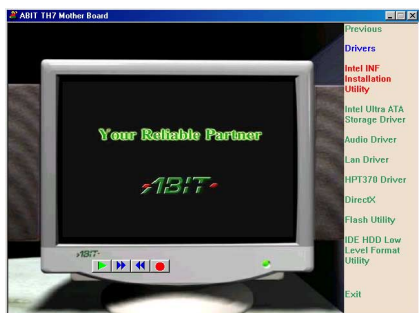 ABIT TH7 Mother Board
Your Reliable Partner
ABIT
ABIT
Previous
Drivers
Intel INF
Installation
Utility
Intel Ultra ATA
Storage Driver
Audio Driver
Lan Driver
HPT370 Driver
DirectX
Flash Utility
IDE HDD Low
Level Format
Utility
Exit